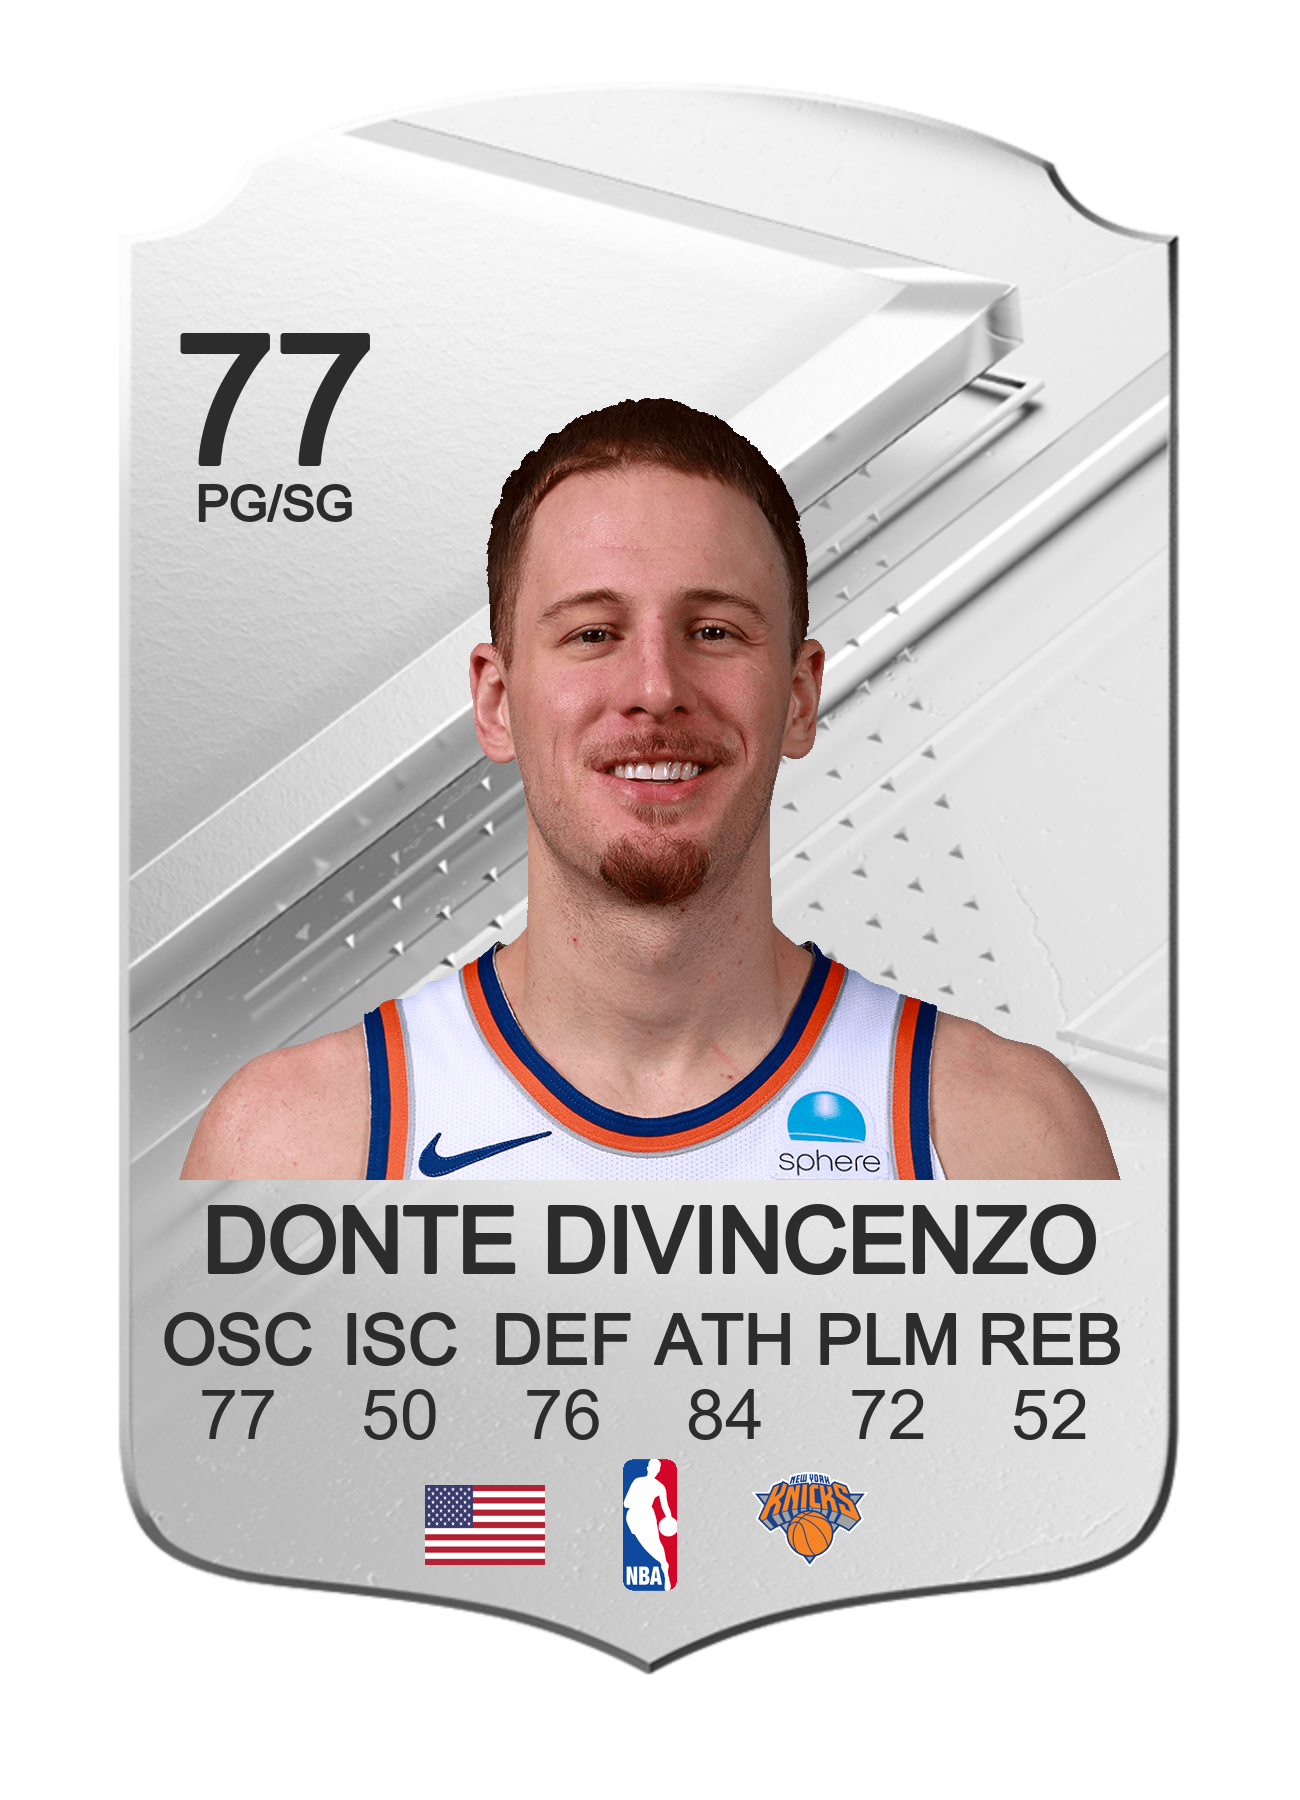 77
PG/SG
sphere
DONTE DIVINCENZO
OSC ISC DEF ATH PLM REB
77 50 76 84 72 52
NBA
NEW YORK
KNICKS